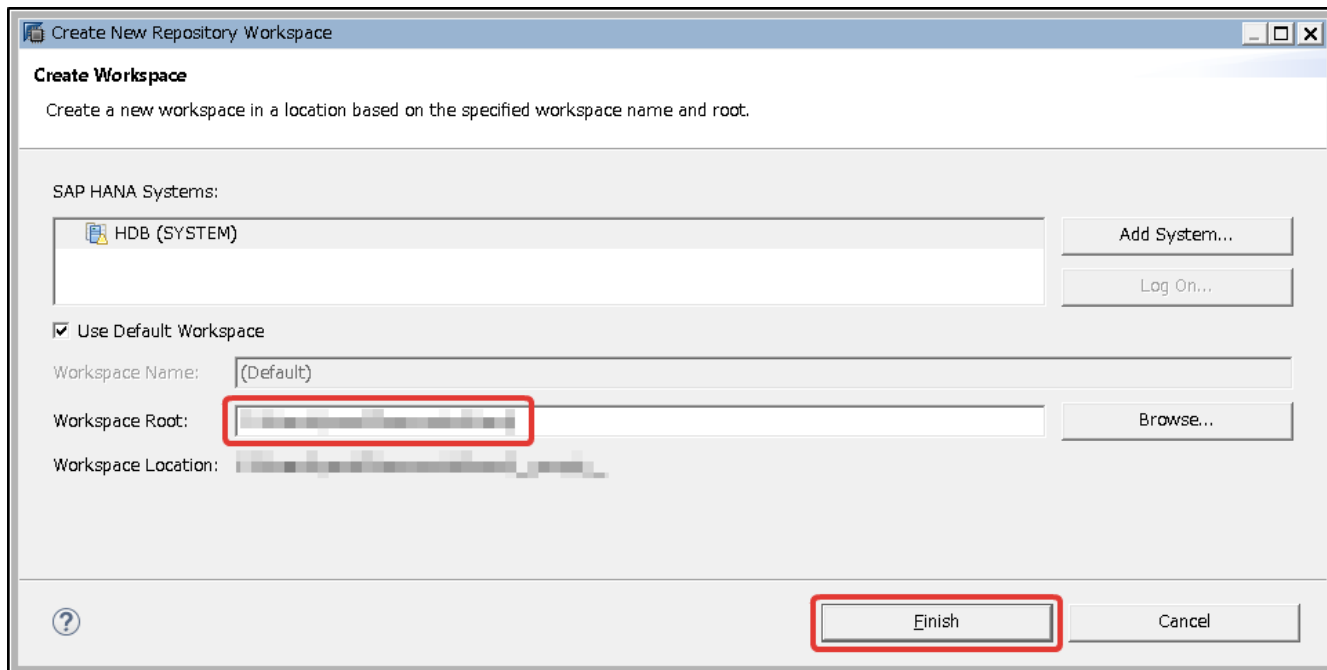 Create New Repository Workspace
Create Workspace
Create a new workspace in a location based on the specified workspace name and root.
SAP HANA Systems:
HDB (SYSTEM)
Add System...
Log On...
Use Default Workspace
Workspace Name: (Default)
Workspace Root:
Browse...
Workspace Location:
?
Finish
Cancel